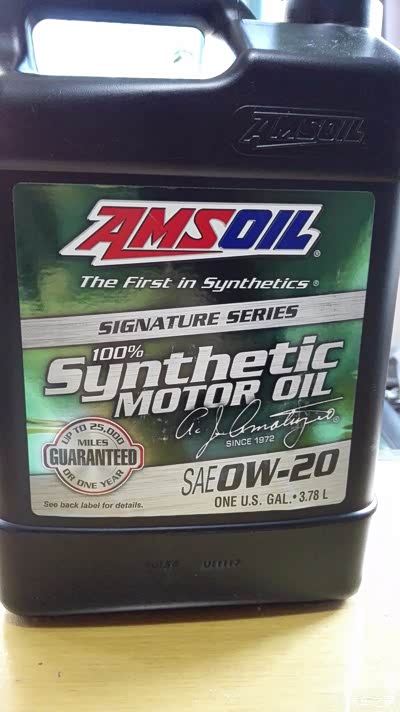 AMSOIL
AMSOIL®
The First in Synthetics®
SIGNATURE SERIES
100%
Synthetic
MOTOR OIL
SINCE 1972
UP TO 25,000
MILES
GUARANTEED
OR ONE YEAR
See back label for details.
SAE 0W-20
ONE U.S. GAL. • 3.78 L